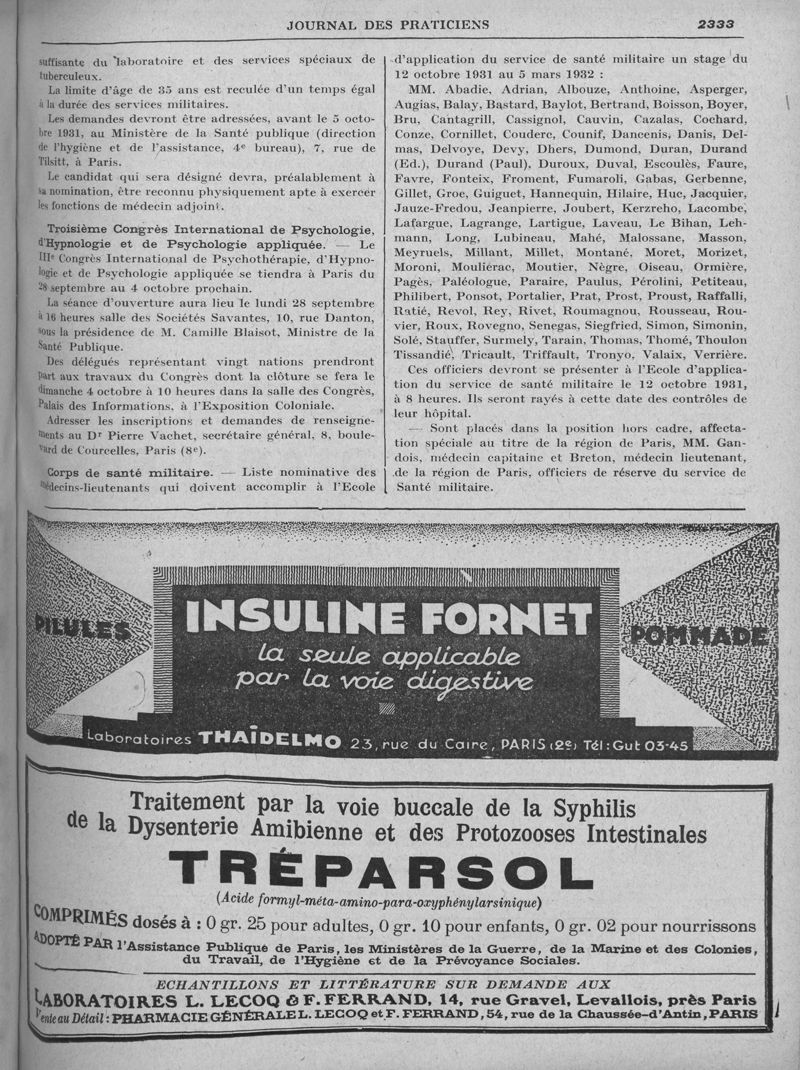 JOURNAL DES PRATICIENS 2333
suffisante du laboratoire et des services spéciaux de
tuberculeux.
La limite d'âge de 35 ans est reculée d'un temps égal
à la durée des services militaires.
Les demandes devront être adressées, avant le 5 octo-
bre 1931, au Ministère de la Santé publique (direction
de l'hygiène et de l'assistance, 4e bureau), 7, rue de
Tilsitt, à Paris.
Le candidat qui sera désigné devra, préalablement à
sa nomination, être reconnu physiquement apte à exercer
les fonctions de médecin adjoint.
Troisième Congrès International de Psychologie,
d'Hypnologie et de Psychologie appliquée. — Le
IIIe Congrès International de Psychothérapie, d'Hypno-
logie et de Psychologie appliquée se tiendra à Paris du
28 septembre au 4 octobre prochain.
La séance d'ouverture aura lieu le lundi 28 septembre
à 16 heures salle des Sociétés Savantes, 10, rue Danton,
sous la présidence de M. Camille Blaisot, Ministre de la
Santé Publique.
Des délégués représentant vingt nations prendront
part aux travaux du Congrès dont la clôture se fera le
dimanche 4 octobre à 10 heures dans la salle des Congrès,
Palais des Informations, à l'Exposition Coloniale.
Adresser les inscriptions et demandes de renseigne-
ments au Dr Pierre Vachet, secrétaire général, 8, boule-
vard de Courcelles, Paris (8e).
Corps de santé militaire. — Liste nominative des
médecins-lieutenants qui doivent accomplir à l'Ecole
d'application du service de santé militaire un stage du
12 octobre 1931 au 5 mars 1932 :
MM. Abadie, Adrian, Albouze, Anthoine, Asperger,
Augias, Balay, Bastard, Baylot, Bertrand, Boisson, Boyer,
Bru, Cantagrill, Cassignol, Cauvin, Cazalas, Cochard,
Conze, Cornillet, Couderc, Counif, Dancenis, Danis, Del-
mas, Delvoye, Devy, Dhers, Dumond, Duran, Durand
(Ed.), Durand (Paul), Duroux, Duval, Escoulès, Faure,
Favre, Fonteix, Froment, Fumaroli, Gabas, Gerbenne,
Gillet, Groe, Guiguet, Hannequin, Hilaire, Huc, Jacquier,
Jauze-Fredou, Jeanpierre, Joubert, Kerzreho, Lacombe,
Lafargue, Lagrange, Lartigue, Laveau, Le Bihan, Leh-
mann, Long, Lubineau, Mahé, Malossane, Masson,
Meyruels, Millant, Millet, Montané, Moret, Morizet,
Moroni, Mouliérac, Moutier, Nègre, Oiseau, Ormière,
Pagès, Paléologue, Paraire, Paulus, Pérolini, Petiteau,
Philibert, Ponsot, Portalier, Prat, Prost, Proust, Raffalli,
Ratié, Revol, Rey, Rivet, Roumagnou, Rousseau, Rou-
vier, Roux, Rovegno, Senegas, Siegfried, Simon, Simonin,
Solé, Stauffer, Surmely, Tarain, Thomas, Thomé, Thoulon
Tissandié, Tricault, Triffault, Tronyo, Valaix, Verrière.
Ces officiers devront se présenter à l'Ecole d'applica-
tion du service de santé militaire le 12 octobre 1931,
à 8 heures. Ils seront rayés à cette date des contrôles de
leur hôpital.
— Sont placés dans la position hors cadre, affecta-
tion spéciale au titre de la région de Paris, MM. Gan-
dois, médecin capitaine et Breton, médecin lieutenant,
de la région de Paris, officiers de réserve du service de
Santé militaire.
PILULES
INSULINE FORNET
la seule applicable
par la voie digestive
POMMADE
Laboratoires THAÏDELMO 23, rue du Caire, PARIS (2e) Tél: Gut 03-45
Traitement par la voie buccale de la Syphilis
de la Dysenterie Amibienne et des Protozooses Intestinales
TRÉPARSOL
(Acide formyl-méta-amino-para-oxyphénylarsinique)
COMPRIMÉS dosés à : 0 gr. 25 pour adultes, 0 gr. 10 pour enfants, 0 gr. 02 pour nourrissons
ADOPTÉ PAR l'Assistance Publique de Paris, les Ministères de la Guerre, de la Marine et des Colonies,
du Travail, de l'Hygiène et de la Prévoyance Sociales.
ECHANTILLONS ET LITTÉRATURE SUR DEMANDE AUX
LABORATOIRES L. LECOQ & F. FERRAND, 14, rue Gravel, Levallois, près Paris
Vente au Détail : PHARMACIE GÉNÉRALE L. LECOQ et F. FERRAND, 54, rue de la Chaussée-d'Antin, PARIS